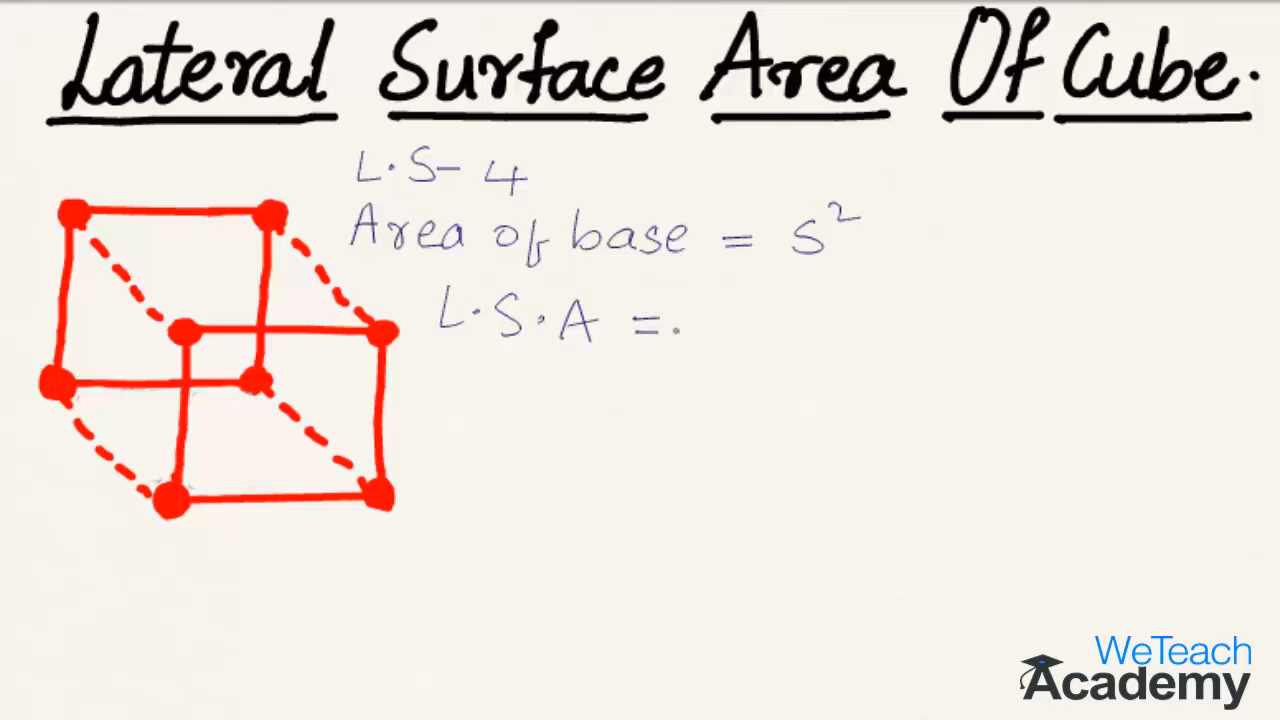 Lateral Surface Area Of Cube.
L.S- 4
Area of base = S²
L.S.A =
WeTeach
Academy